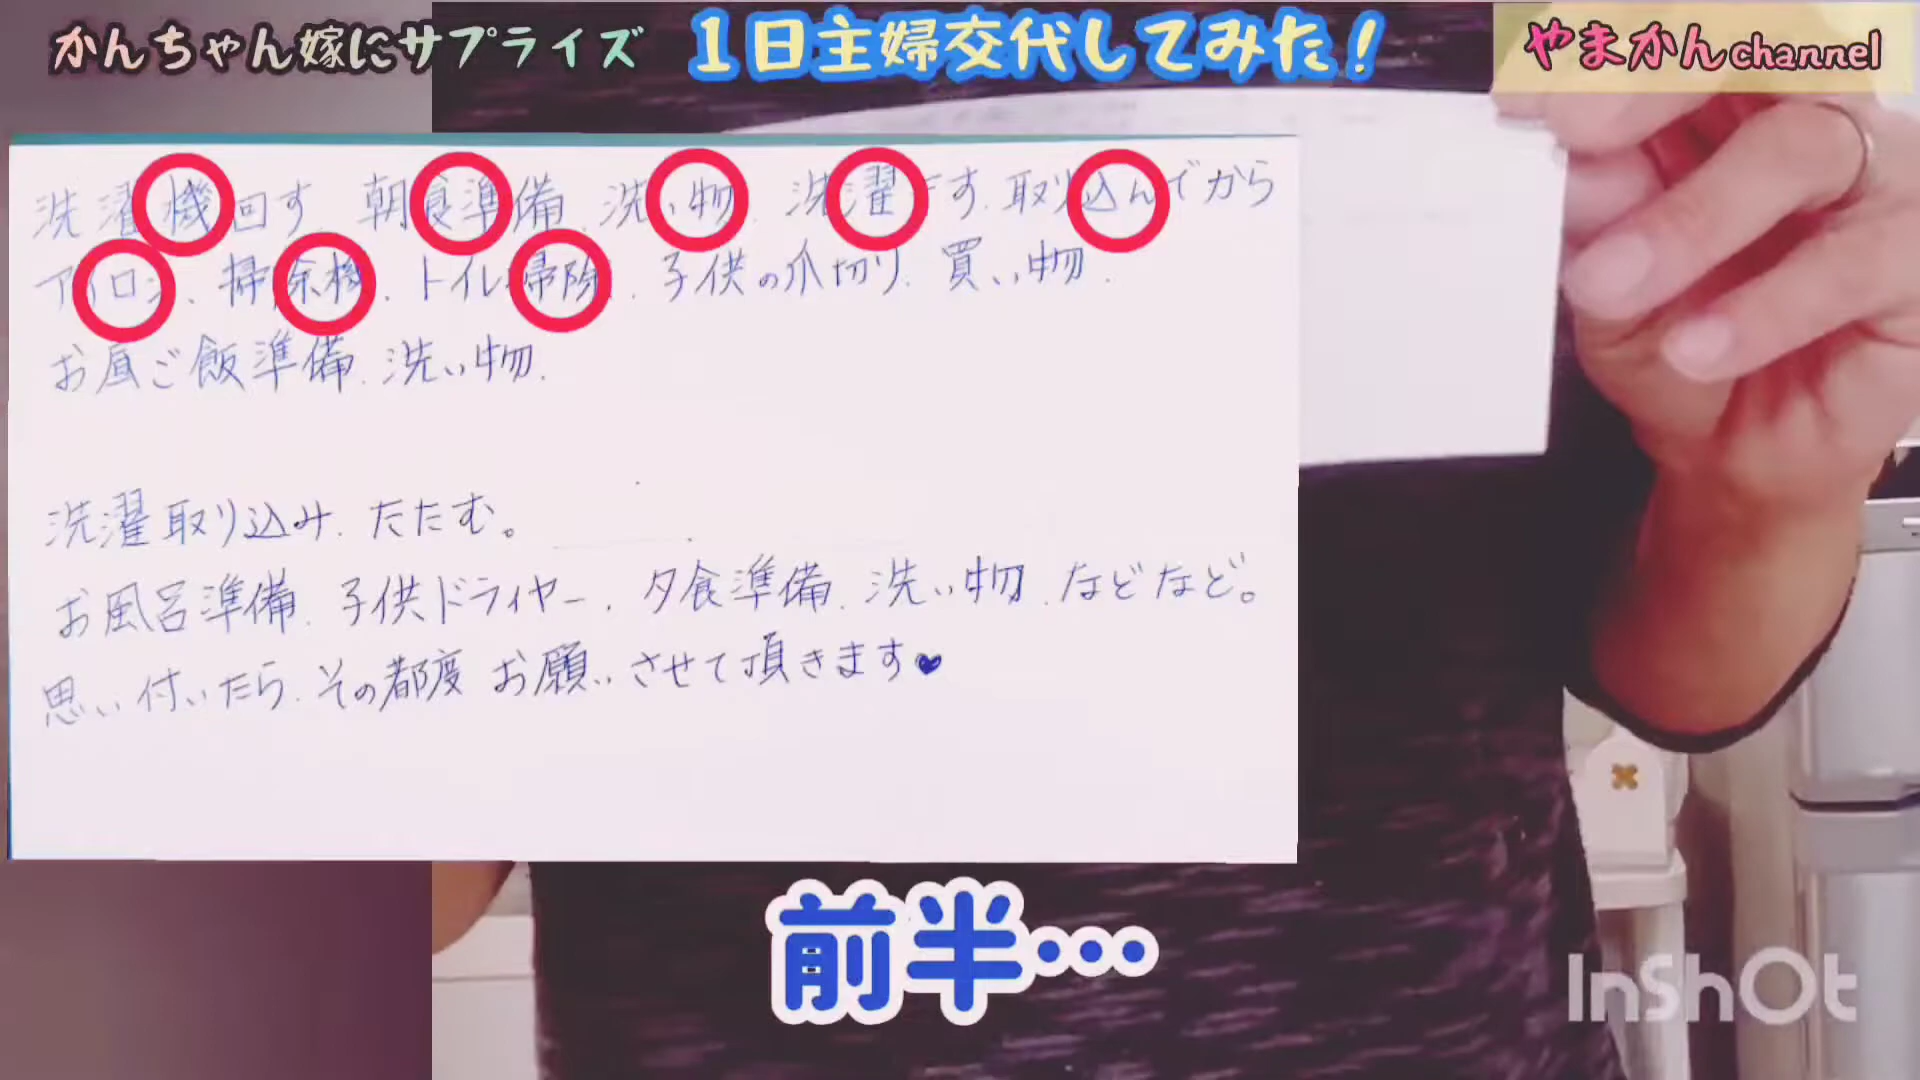 かんちゃん嫁にサプライズ
1日主婦交代してみた!
やまかんchannel
洗濯機回す 朝食準備. 洗い物. 洗濯干す. 取り込んでから
アイロン、掃除機. トイレ掃除. 子供の爪切り. 買い物.
お昼ご飯準備. 洗い物.
洗濯取り込み. たたむ。
お風呂準備. 子供ドライヤー. 夕食準備. 洗い物. などなど。
思い付いたら. その都度 お願いさせて頂きます♥
前半…
InShOt